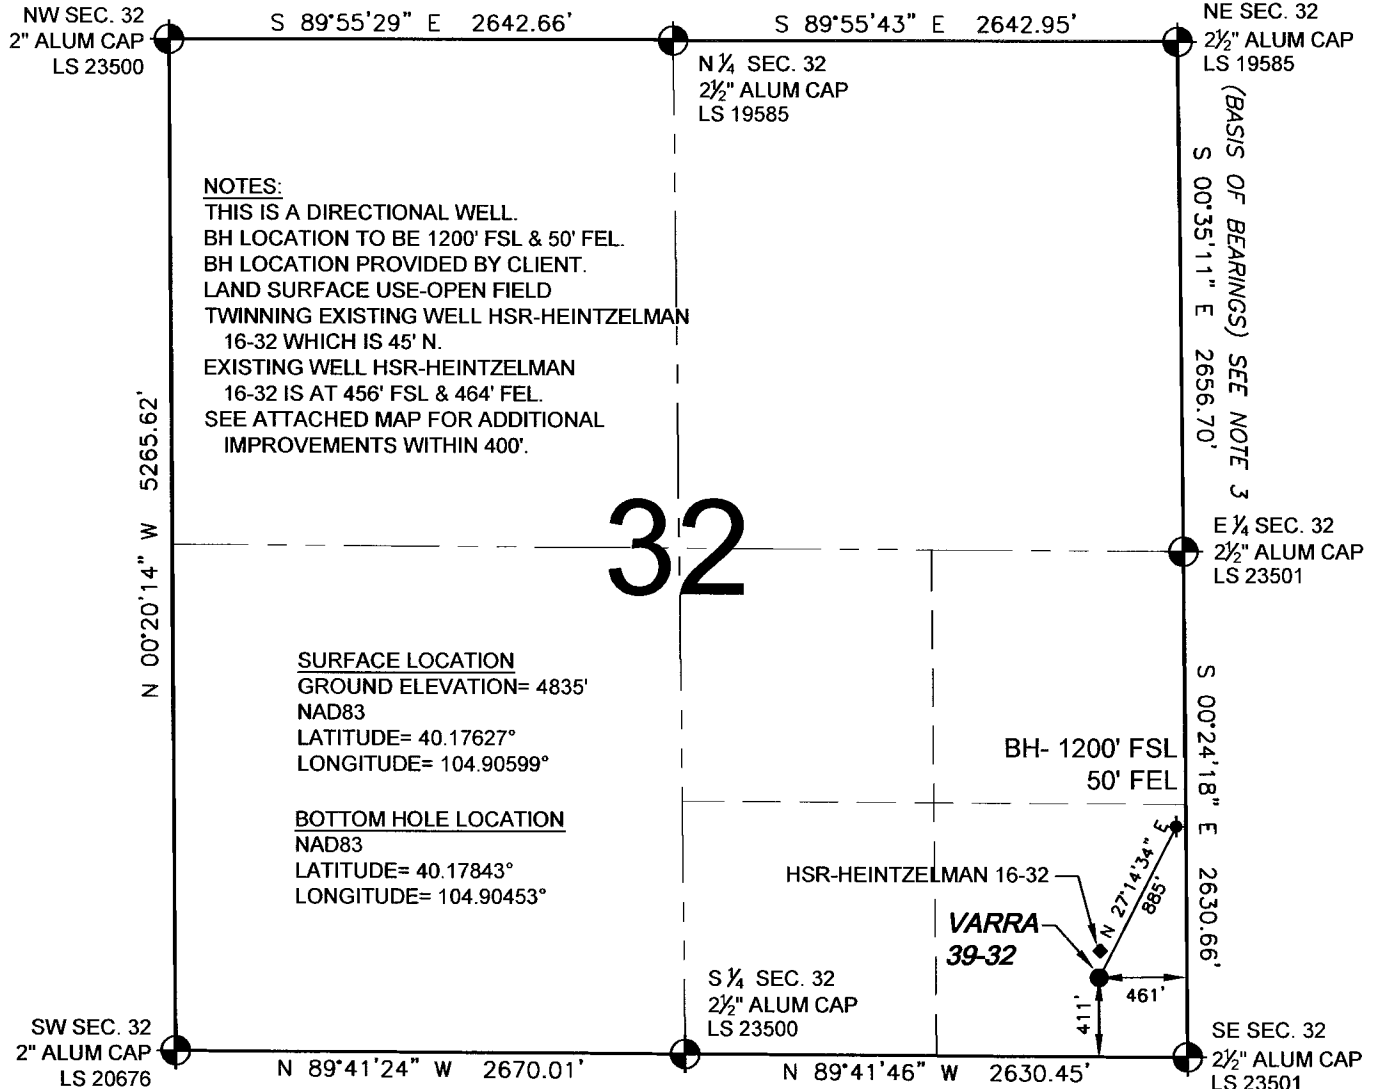 NW SEC. 32
2" ALUM CAP
LS 23500
S 89°55'29" E 2642.66'
S 89°55'43" E 2642.95'
NE SEC. 32
2½" ALUM CAP
LS 19585
N ¼ SEC. 32
2½" ALUM CAP
LS 19585
(BASIS OF BEARINGS) SEE NOTE 3
S 00°35'11" E 2656.70'
NOTES:
THIS IS A DIRECTIONAL WELL.
BH LOCATION TO BE 1200' FSL & 50' FEL.
BH LOCATION PROVIDED BY CLIENT.
LAND SURFACE USE-OPEN FIELD
TWINNING EXISTING WELL HSR-HEINTZELMAN
16-32 WHICH IS 45' N.
EXISTING WELL HSR-HEINTZELMAN
16-32 IS AT 456' FSL & 464' FEL.
SEE ATTACHED MAP FOR ADDITIONAL
IMPROVEMENTS WITHIN 400'.
N 00°20'14" W 5265.62'
32
E ¼ SEC. 32
2½" ALUM CAP
LS 23501
SURFACE LOCATION
GROUND ELEVATION= 4835'
NAD83
LATITUDE= 40.17627°
LONGITUDE= 104.90599°
BOTTOM HOLE LOCATION
NAD83
LATITUDE= 40.17843°
LONGITUDE= 104.90453°
S 00°24'18" E 2630.66'
BH- 1200' FSL
50' FEL
HSR-HEINTZELMAN 16-32
N 27°14'34" E
885'
VARRA
39-32
461'
411'
S ¼ SEC. 32
2½" ALUM CAP
LS 23500
SW SEC. 32
2" ALUM CAP
LS 20676
N 89°41'24" W 2670.01'
N 89°41'46" W 2630.45'
SE SEC. 32
2½" ALUM CAP
LS 23501